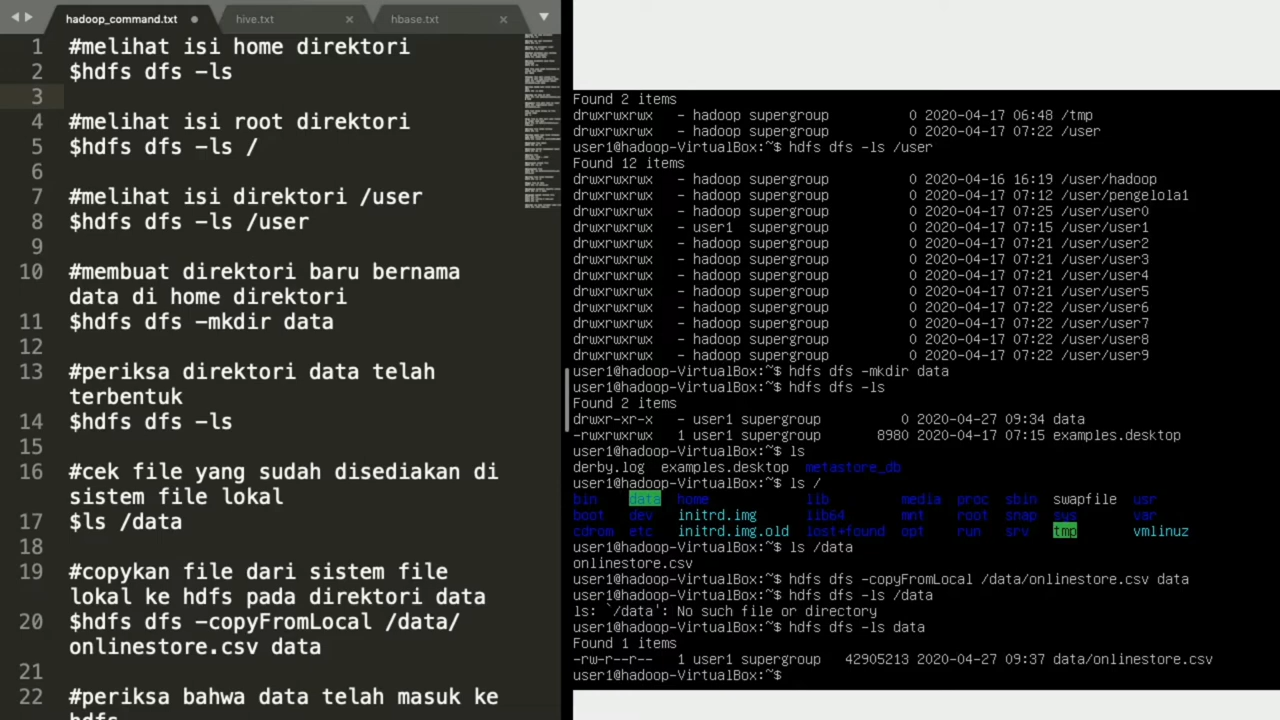 hadoop_command.txt
hive.txt
hbase.txt
1 #melihat isi home direktori
2 $hdfs dfs -ls
3
4 #melihat isi root direktori
5 $hdfs dfs -ls /
6
7 #melihat isi direktori /user
8 $hdfs dfs -ls /user
9
10 #membuat direktori baru bernama
data di home direktori
11 $hdfs dfs -mkdir data
12
13 #periksa direktori data telah
terbentuk
14 $hdfs dfs -ls
15
16 #cek file yang sudah disediakan di
sistem file lokal
17 $ls /data
18
19 #copykan file dari sistem file
lokal ke hdfs pada direktori data
20 $hdfs dfs -copyFromLocal /data/
onlinestore.csv data
21
22 #periksa bahwa data telah masuk ke
hdfs
Found 2 items
drwxrwxrwx - hadoop supergroup 0 2020-04-17 06:48 /tmp
drwxrwxrwx - hadoop supergroup 0 2020-04-17 07:22 /user
user1@hadoop-VirtualBox:~$ hdfs dfs -ls /user
Found 12 items
drwxrwxrwx - hadoop supergroup 0 2020-04-16 16:19 /user/hadoop
drwxrwxrwx - hadoop supergroup 0 2020-04-17 07:12 /user/pengelola1
drwxrwxrwx - hadoop supergroup 0 2020-04-17 07:25 /user/user0
drwxrwxrwx - user1 supergroup 0 2020-04-17 07:15 /user/user1
drwxrwxrwx - hadoop supergroup 0 2020-04-17 07:21 /user/user2
drwxrwxrwx - hadoop supergroup 0 2020-04-17 07:21 /user/user3
drwxrwxrwx - hadoop supergroup 0 2020-04-17 07:21 /user/user4
drwxrwxrwx - hadoop supergroup 0 2020-04-17 07:21 /user/user5
drwxrwxrwx - hadoop supergroup 0 2020-04-17 07:22 /user/user6
drwxrwxrwx - hadoop supergroup 0 2020-04-17 07:22 /user/user7
drwxrwxrwx - hadoop supergroup 0 2020-04-17 07:22 /user/user8
drwxrwxrwx - hadoop supergroup 0 2020-04-17 07:22 /user/user9
user1@hadoop-VirtualBox:~$ hdfs dfs -mkdir data
user1@hadoop-VirtualBox:~$ hdfs dfs -ls
Found 2 items
drwxr-xr-x - user1 supergroup 0 2020-04-27 09:34 data
-rwxrwxrwx 1 user1 supergroup 8980 2020-04-17 07:15 examples.desktop
user1@hadoop-VirtualBox:~$ ls
derby.log examples.desktop metastore_db
user1@hadoop-VirtualBox:~$ ls /
bin data home lib media proc sbin swapfile usr
boot dev initrd.img lib64 mnt root snap sys var
cdrom etc initrd.img.old lost+found opt run srv tmp vmlinuz
user1@hadoop-VirtualBox:~$ ls /data
onlinestore.csv
user1@hadoop-VirtualBox:~$ hdfs dfs -copyFromLocal /data/onlinestore.csv data
user1@hadoop-VirtualBox:~$ hdfs dfs -ls /data
ls: `/data': No such file or directory
user1@hadoop-VirtualBox:~$ hdfs dfs -ls data
Found 1 items
-rw-r--r-- 1 user1 supergroup 42905213 2020-04-27 09:37 data/onlinestore.csv
user1@hadoop-VirtualBox:~$